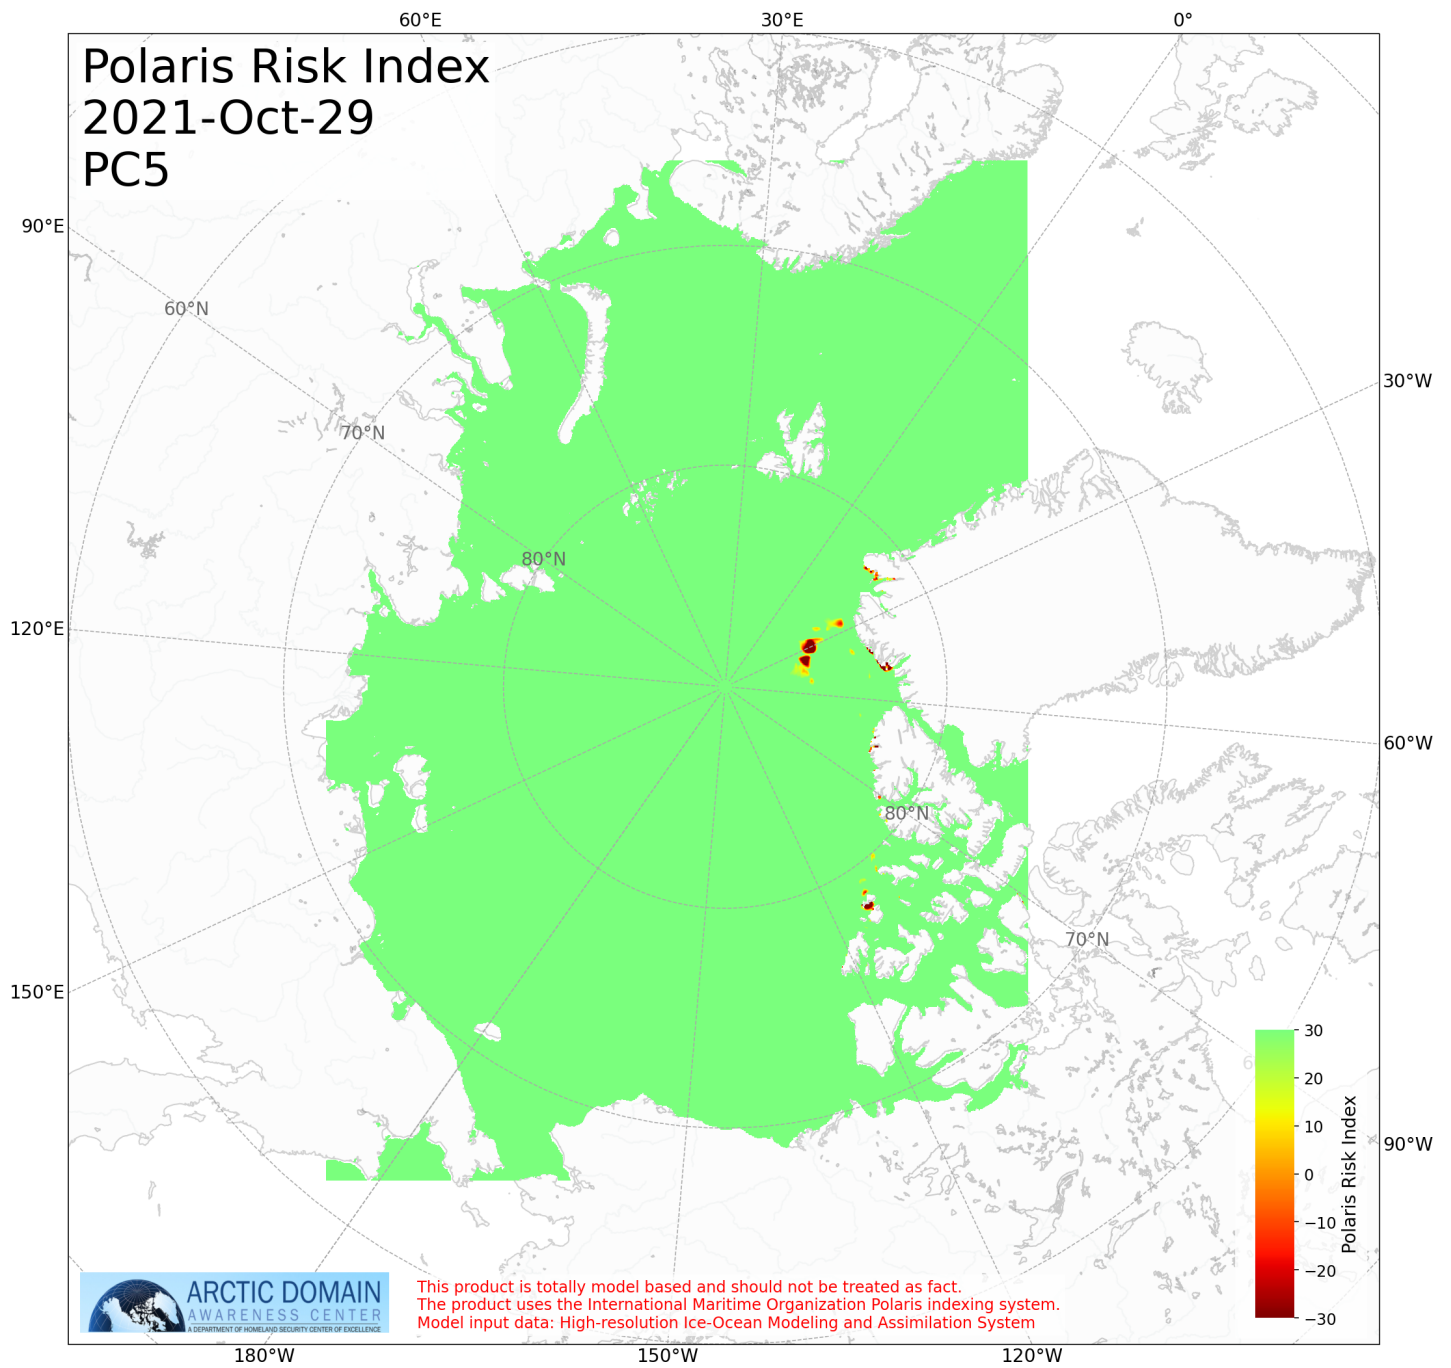 60°E 30°E 0°
Polaris Risk Index
2021-Oct-29
PC5
90°E
60°N
30°W
70°N
80°N
120°E
60°W
80°N
70°N
150°E
30
20
10
0
−10
−20
−30
Polaris Risk Index
90°W
ARCTIC DOMAIN
AWARENESS CENTER
A DEPARTMENT OF HOMELAND SECURITY CENTER OF EXCELLENCE
This product is totally model based and should not be treated as fact.
The product uses the International Maritime Organization Polaris indexing system.
Model input data: High-resolution Ice-Ocean Modeling and Assimilation System
180°W 150°W 120°W